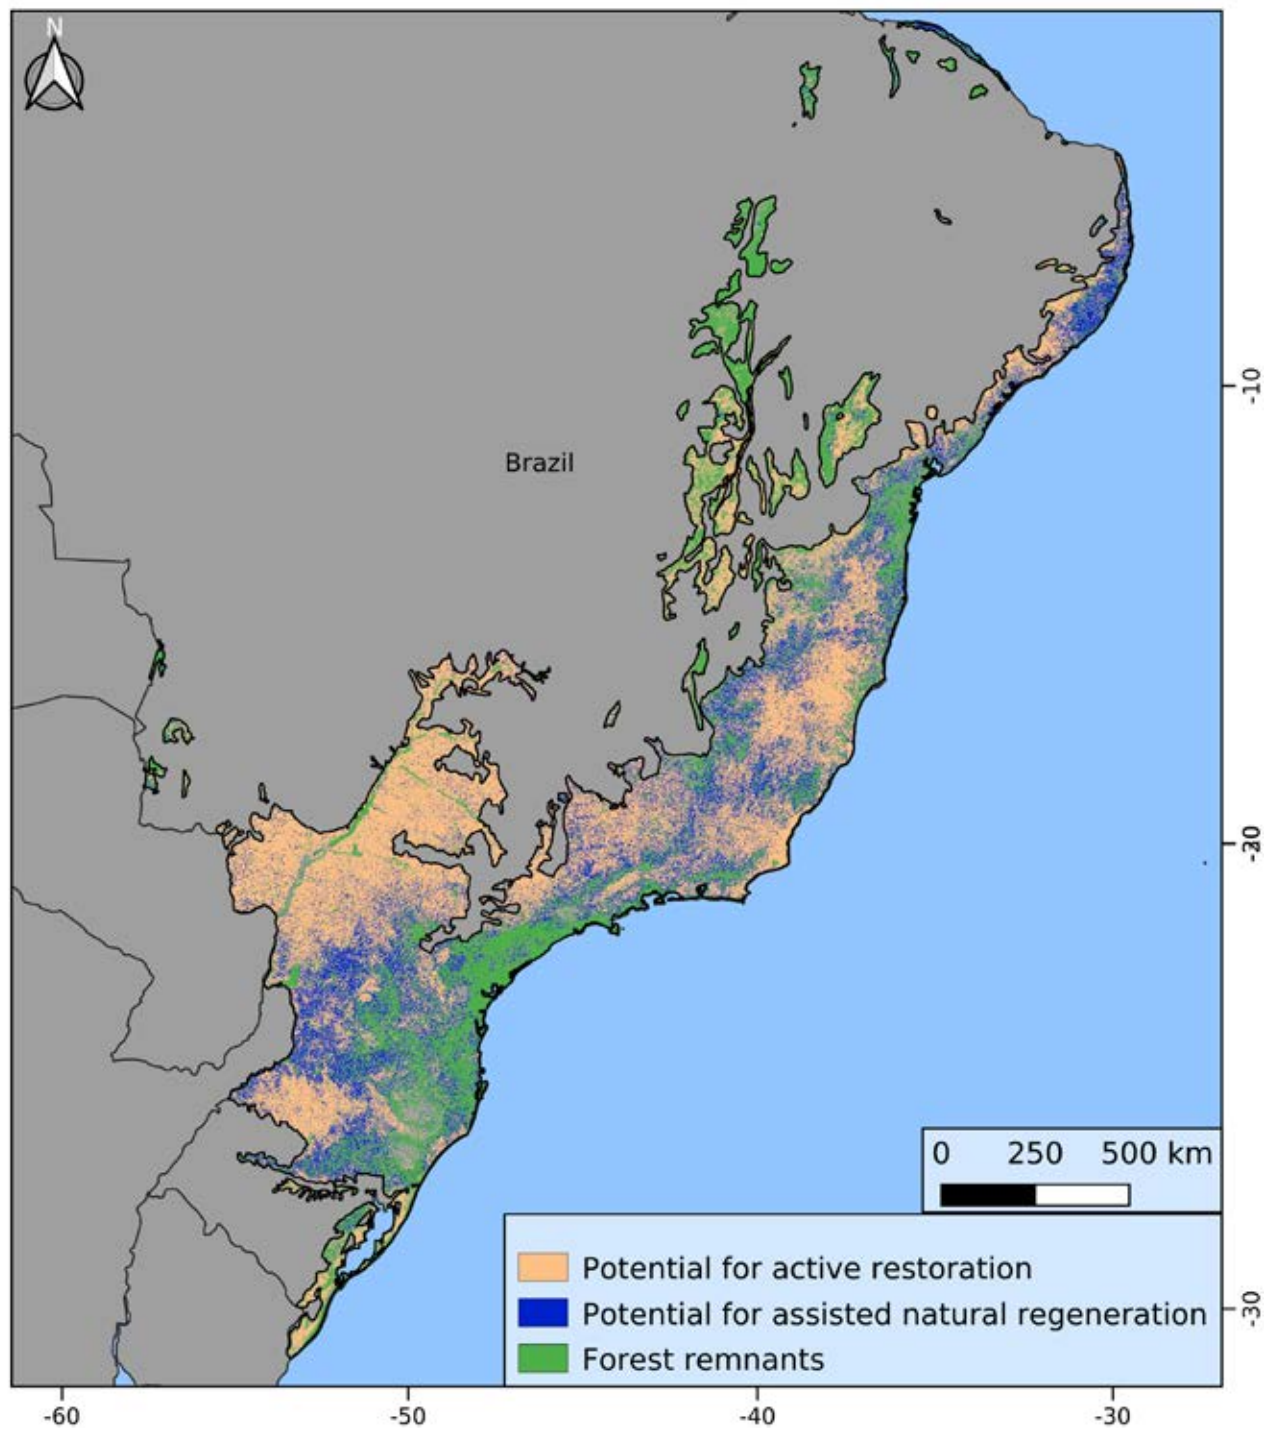 N
Brazil
-10
-20
-30
0 250 500 km
Potential for active restoration
Potential for assisted natural regeneration
Forest remnants
-60 -50 -40 -30